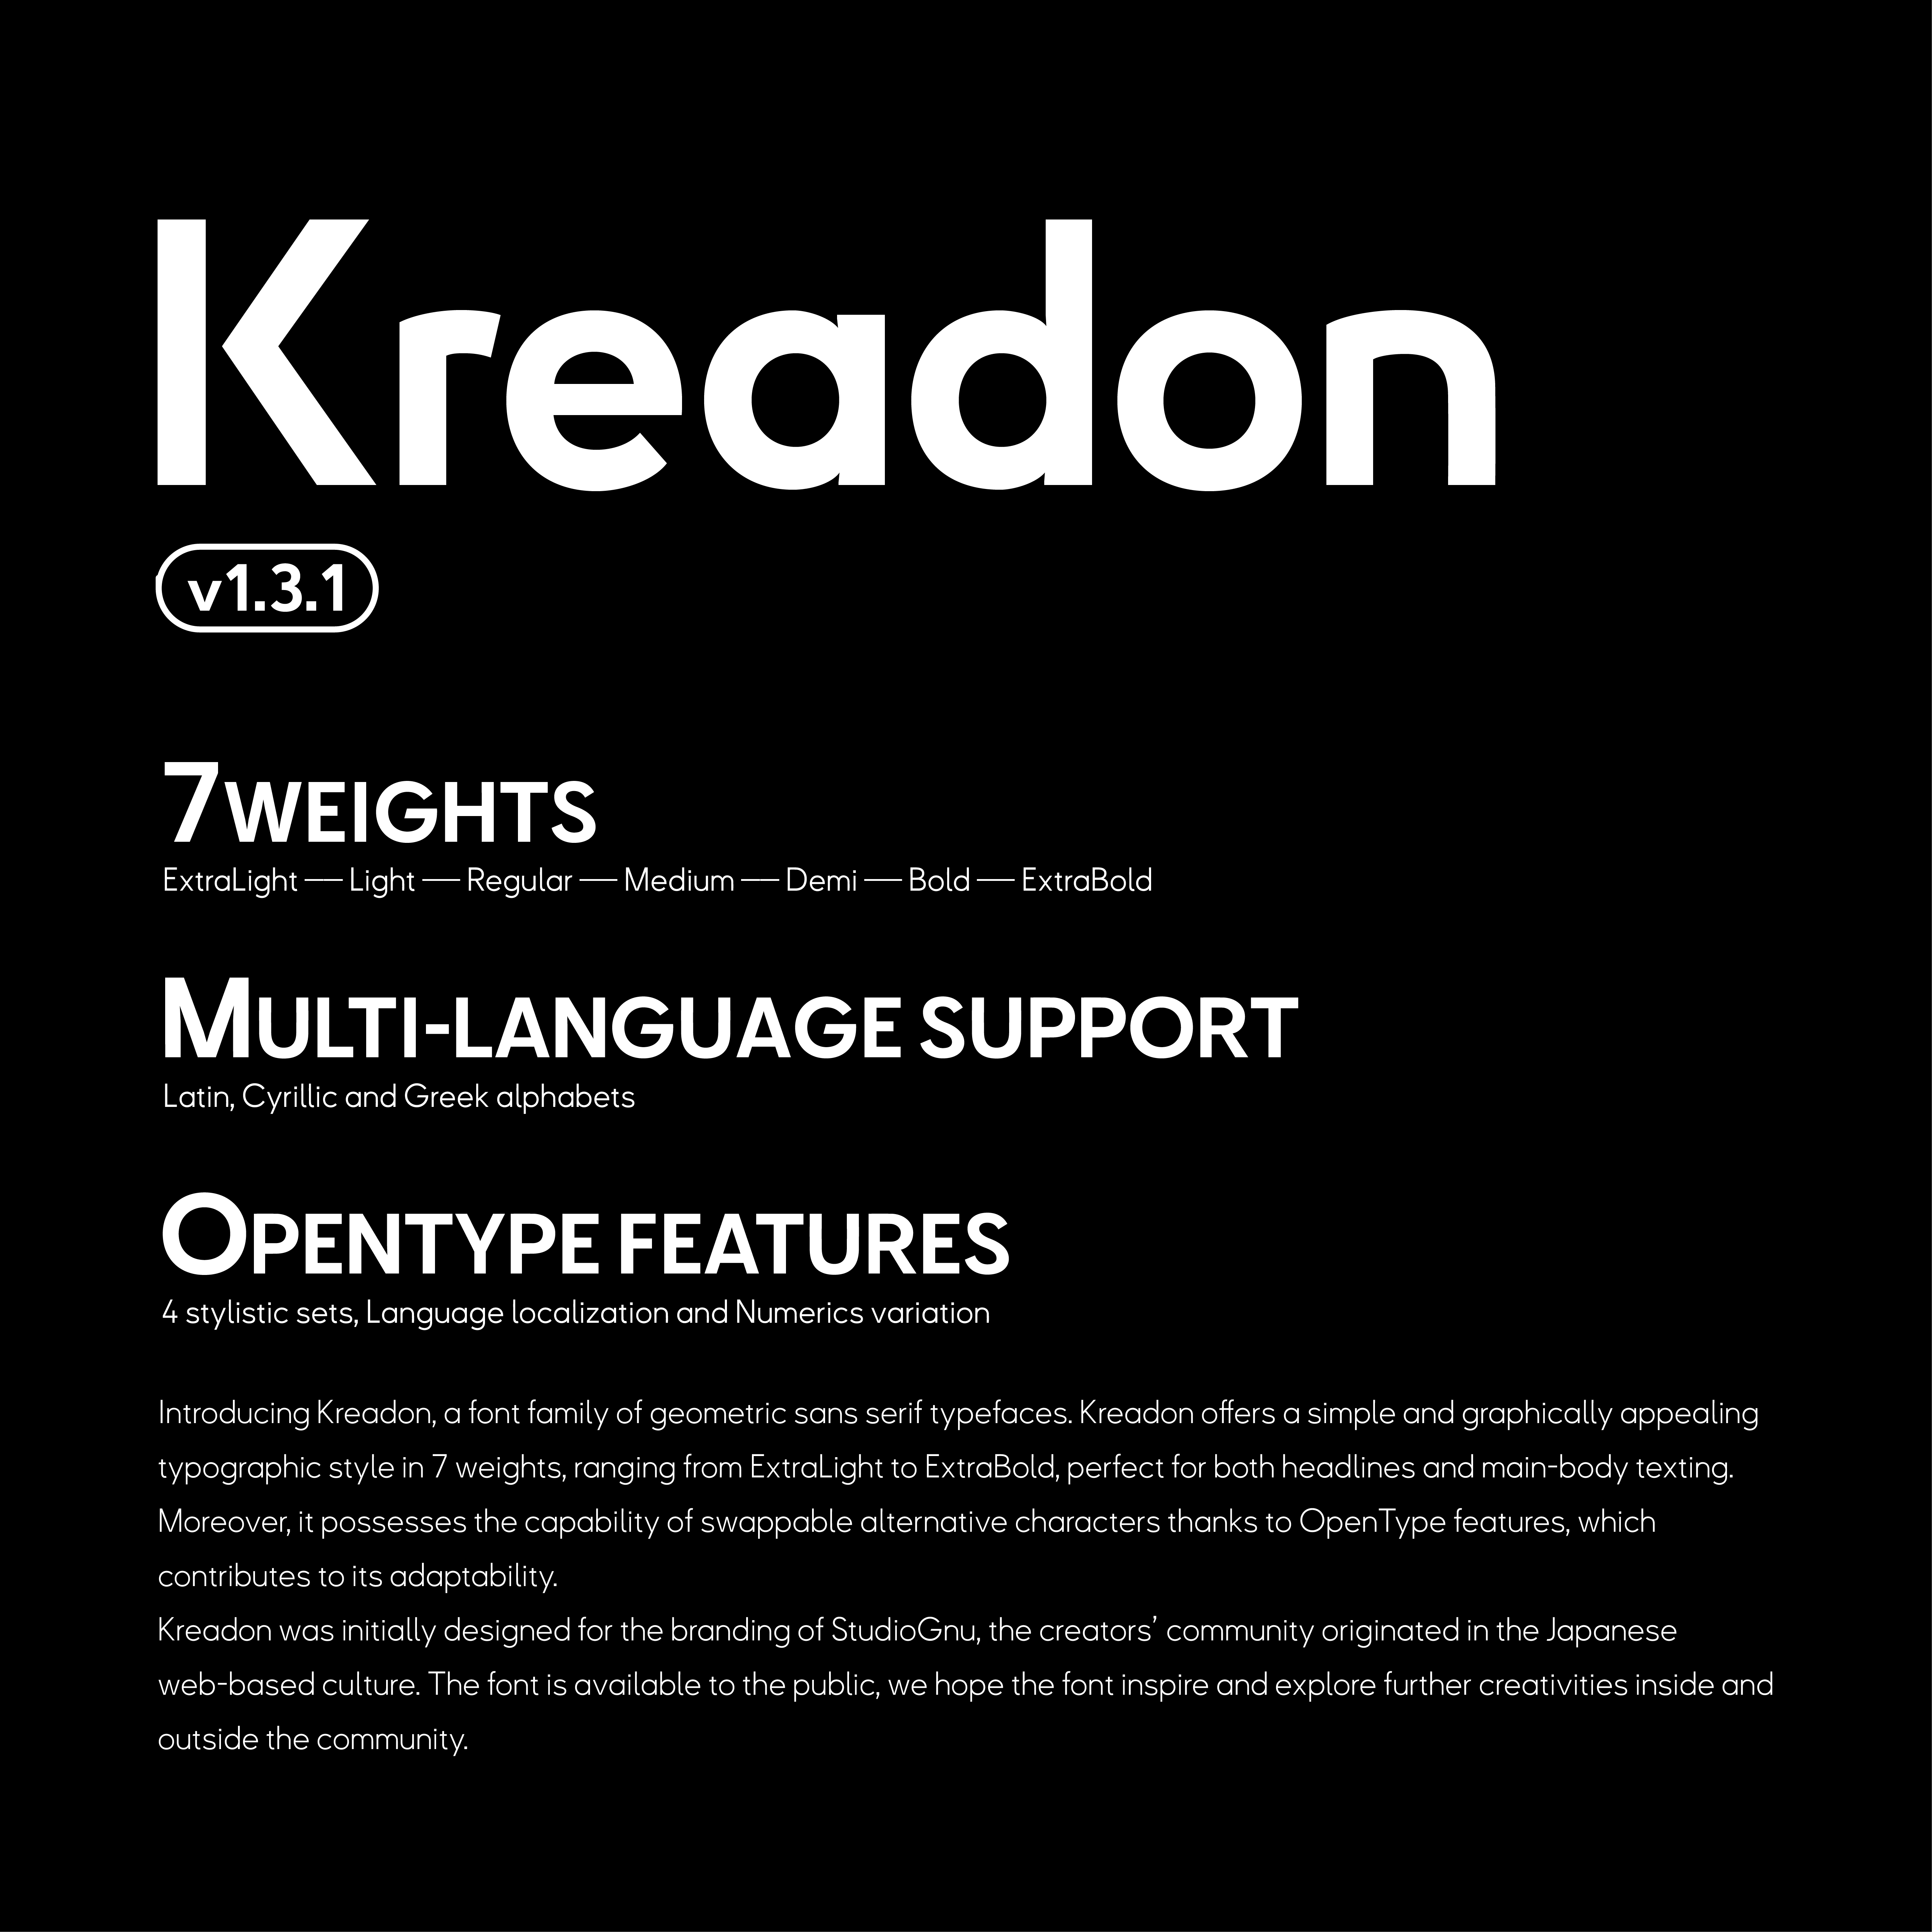 Kreadon
v1.3.1
7WEIGHTS
ExtraLight — Light — Regular — Medium — Demi — Bold — ExtraBold
MULTI-LANGUAGE SUPPORT
Latin, Cyrillic and Greek alphabets
OPENTYPE FEATURES
4 stylistic sets, Language localization and Numerics variation
Introducing Kreadon, a font family of geometric sans serif typefaces. Kreadon offers a simple and graphically appealing
typographic style in 7 weights, ranging from ExtraLight to ExtraBold, perfect for both headlines and main-body texting.
Moreover, it possesses the capability of swappable alternative characters thanks to OpenType features, which
contributes to its adaptability.
Kreadon was initially designed for the branding of StudioGnu, the creators’ community originated in the Japanese
web-based culture. The font is available to the public, we hope the font inspire and explore further creativities inside and
outside the community.